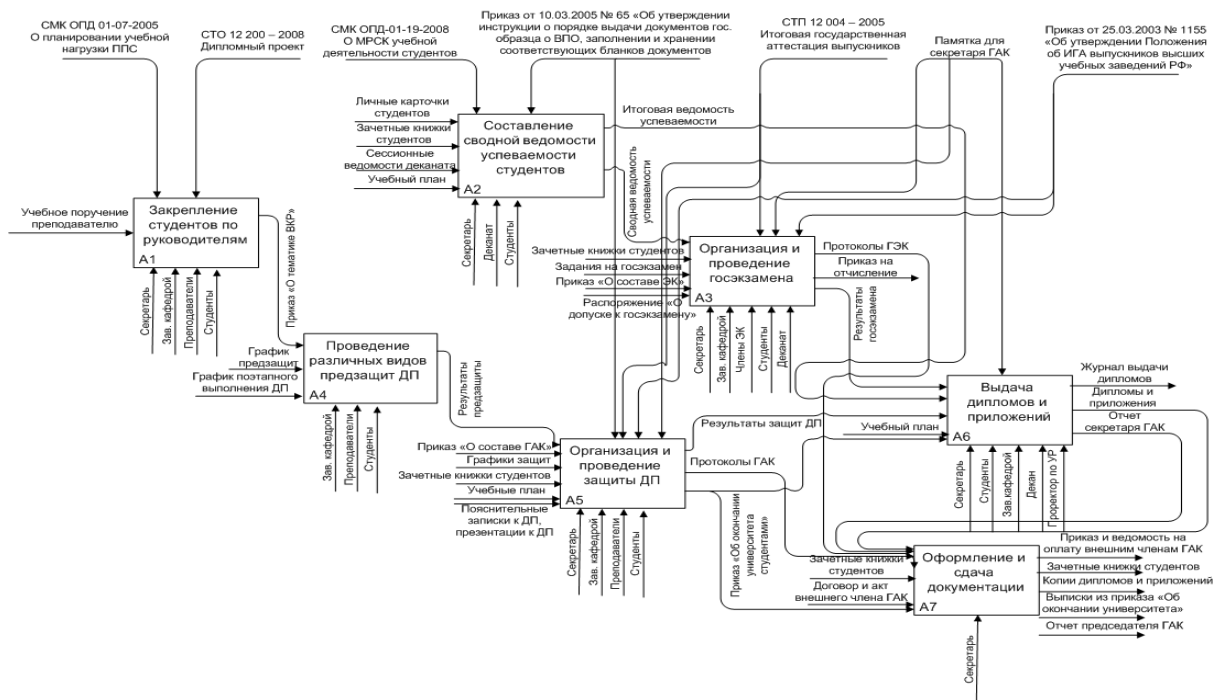 СМК ОПД 01-07-2005
О планировании учебной
нагрузки ППС
СТО 12 200 – 2008
Дипломный проект
СМК ОПД-01-19-2008
О МРСК учебной
деятельности студентов
Приказ от 10.03.2005 № 65 «Об утверждении
инструкции о порядке выдачи документов гос.
образца о ВПО, заполнении и хранении
соответствующих бланков документов
СТП 12 004 – 2005
Итоговая государственная
аттестация выпускников
Памятка для
секретаря ГАК
Приказ от 25.03.2003 № 1155
«Об утверждении Положения
об ИГА выпускников высших
учебных заведений РФ»
Учебное поручение
преподавателю
Закрепление
студентов по
руководителям
А1
Секретарь
Зав. кафедрой
Преподаватели
Студенты
Приказ «О тематике ВКР»
Личные карточки
студентов
Зачетные книжки
студентов
Сессионные
ведомости деканата
Учебный план
Составление
сводной ведомости
успеваемости
студентов
А2
Секретарь
Деканат
Студенты
Итоговая ведомость
успеваемости
Сводная ведомость
успеваемости
Зачетные книжки студентов
Задания на госэкзамен
Приказ «О составе ЭК»
Распоряжение «О
допуске к госэкзамену»
Организация и
проведение
госэкзамена
А3
Секретарь
Зав. кафедрой
Члены ЭК
Студенты
Деканат
Протоколы ГЭК
Приказ на
отчисление
Результаты
госэкзамена
График
предзащит
График поэтапного
выполнения ДП
Проведение
различных видов
предзащит ДП
А4
Зав. кафедрой
Преподаватели
Студенты
Результаты
предзащиты
Приказ «О составе ГАК»
Графики защит
Зачетные книжки студентов
Учебные план
Пояснительные
записки к ДП,
презентации к ДП
Организация и
проведение
защиты ДП
А5
Секретарь
Зав. кафедрой
Преподаватели
Студенты
Результаты защит ДП
Протоколы ГАК
Приказ «Об окончании
университета
студентами»
Учебный план
Выдача
дипломов и
приложений
А6
Секретарь
Студенты
Зав.кафедрой
Декан
Проректор по УР
Журнал выдачи
дипломов
Дипломы и
приложения
Отчет
секретаря ГАК
Зачетные книжки
студентов
Договор и акт
внешнего члена ГАК
Оформление и
сдача
документации
А7
Секретарь
Приказ и ведомость на
оплату внешним членам ГАК
Зачетные книжки студентов
Копии дипломов и приложений
Выписки из приказа «Об
окончании университета»
Отчет председателя ГАК